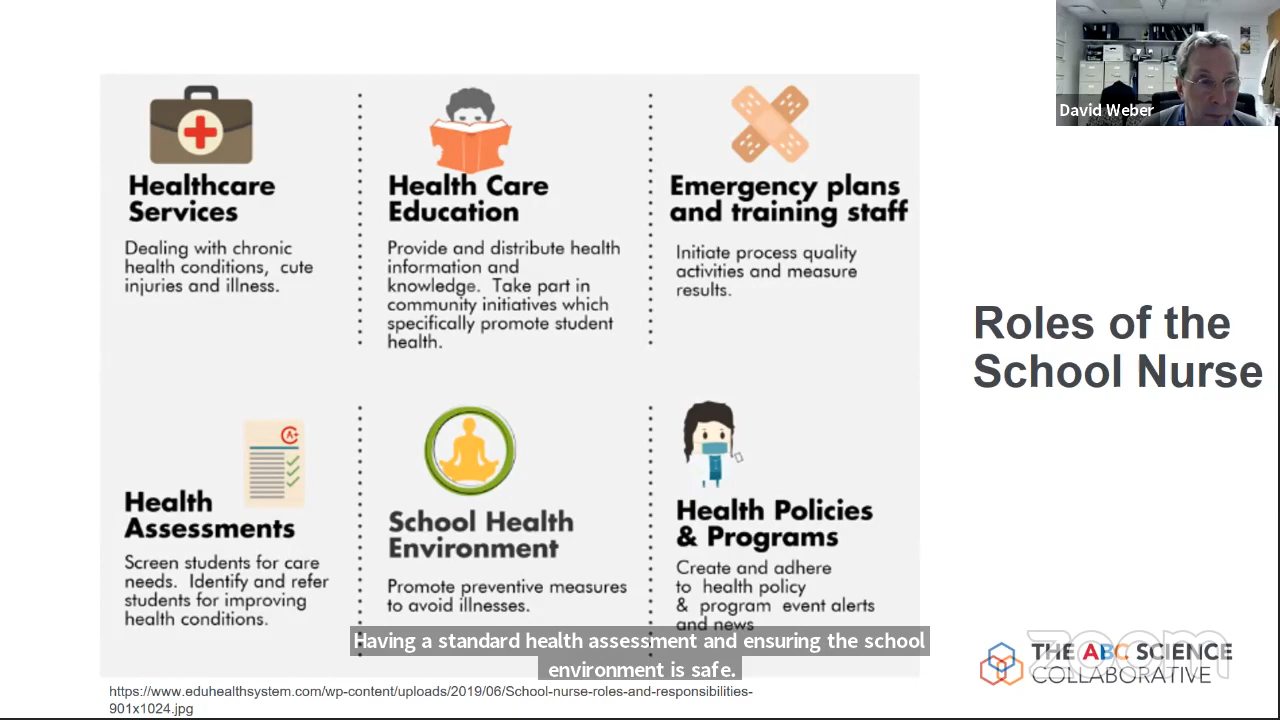 David Weber
Healthcare
Services
Dealing with chronic
health conditions, cute
injuries and illness.
Health Care
Education
Provide and distribute health
information and
knowledge. Take part in
community initiatives which
specifically promote student
health.
Emergency plans
and training staff
Initiate process quality
activities and measure
results.
Roles of the
School Nurse
A+
Health
Assessments
Screen students for care
needs. Identify and refer
students for improving
health conditions.
School Health
Environment
Promote preventive measures
to avoid illnesses.
Health Policies
& Programs
Create and adhere
to health policy
& program event alerts
and news
Having a standard health assessment and ensuring the school
environment is safe.
THE ABC SCIENCE
COLLABORATIVE
zoom
https://www.eduhealthsystem.com/wp-content/uploads/2019/06/School-nurse-roles-and-responsibilities-
901x1024.jpg